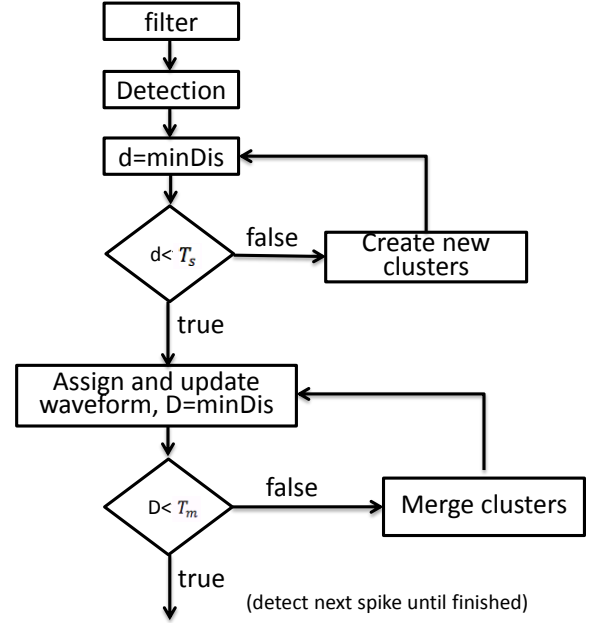 filter
Detection
d=minDis
d< Tₛ
false
Create new
clusters
true
Assign and update
waveform, D=minDis
D< Tₘ
false
Merge clusters
true
(detect next spike until finished)